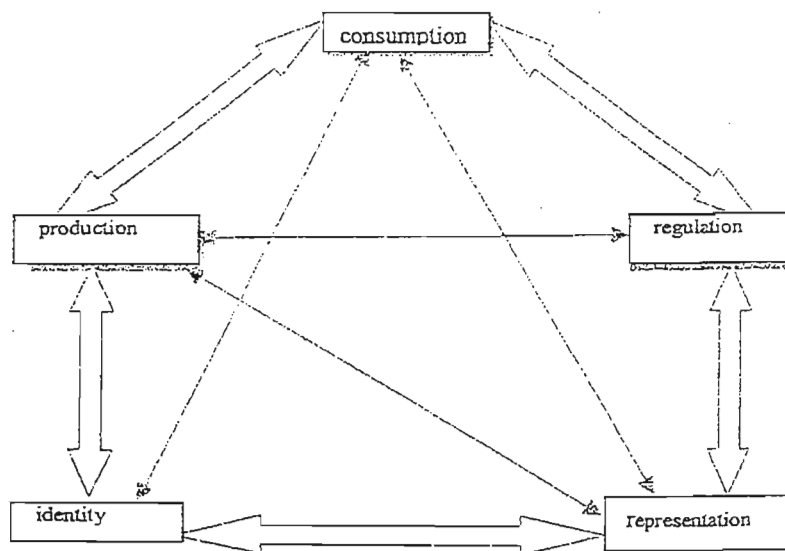 consumption
production
regulation
identity
representation